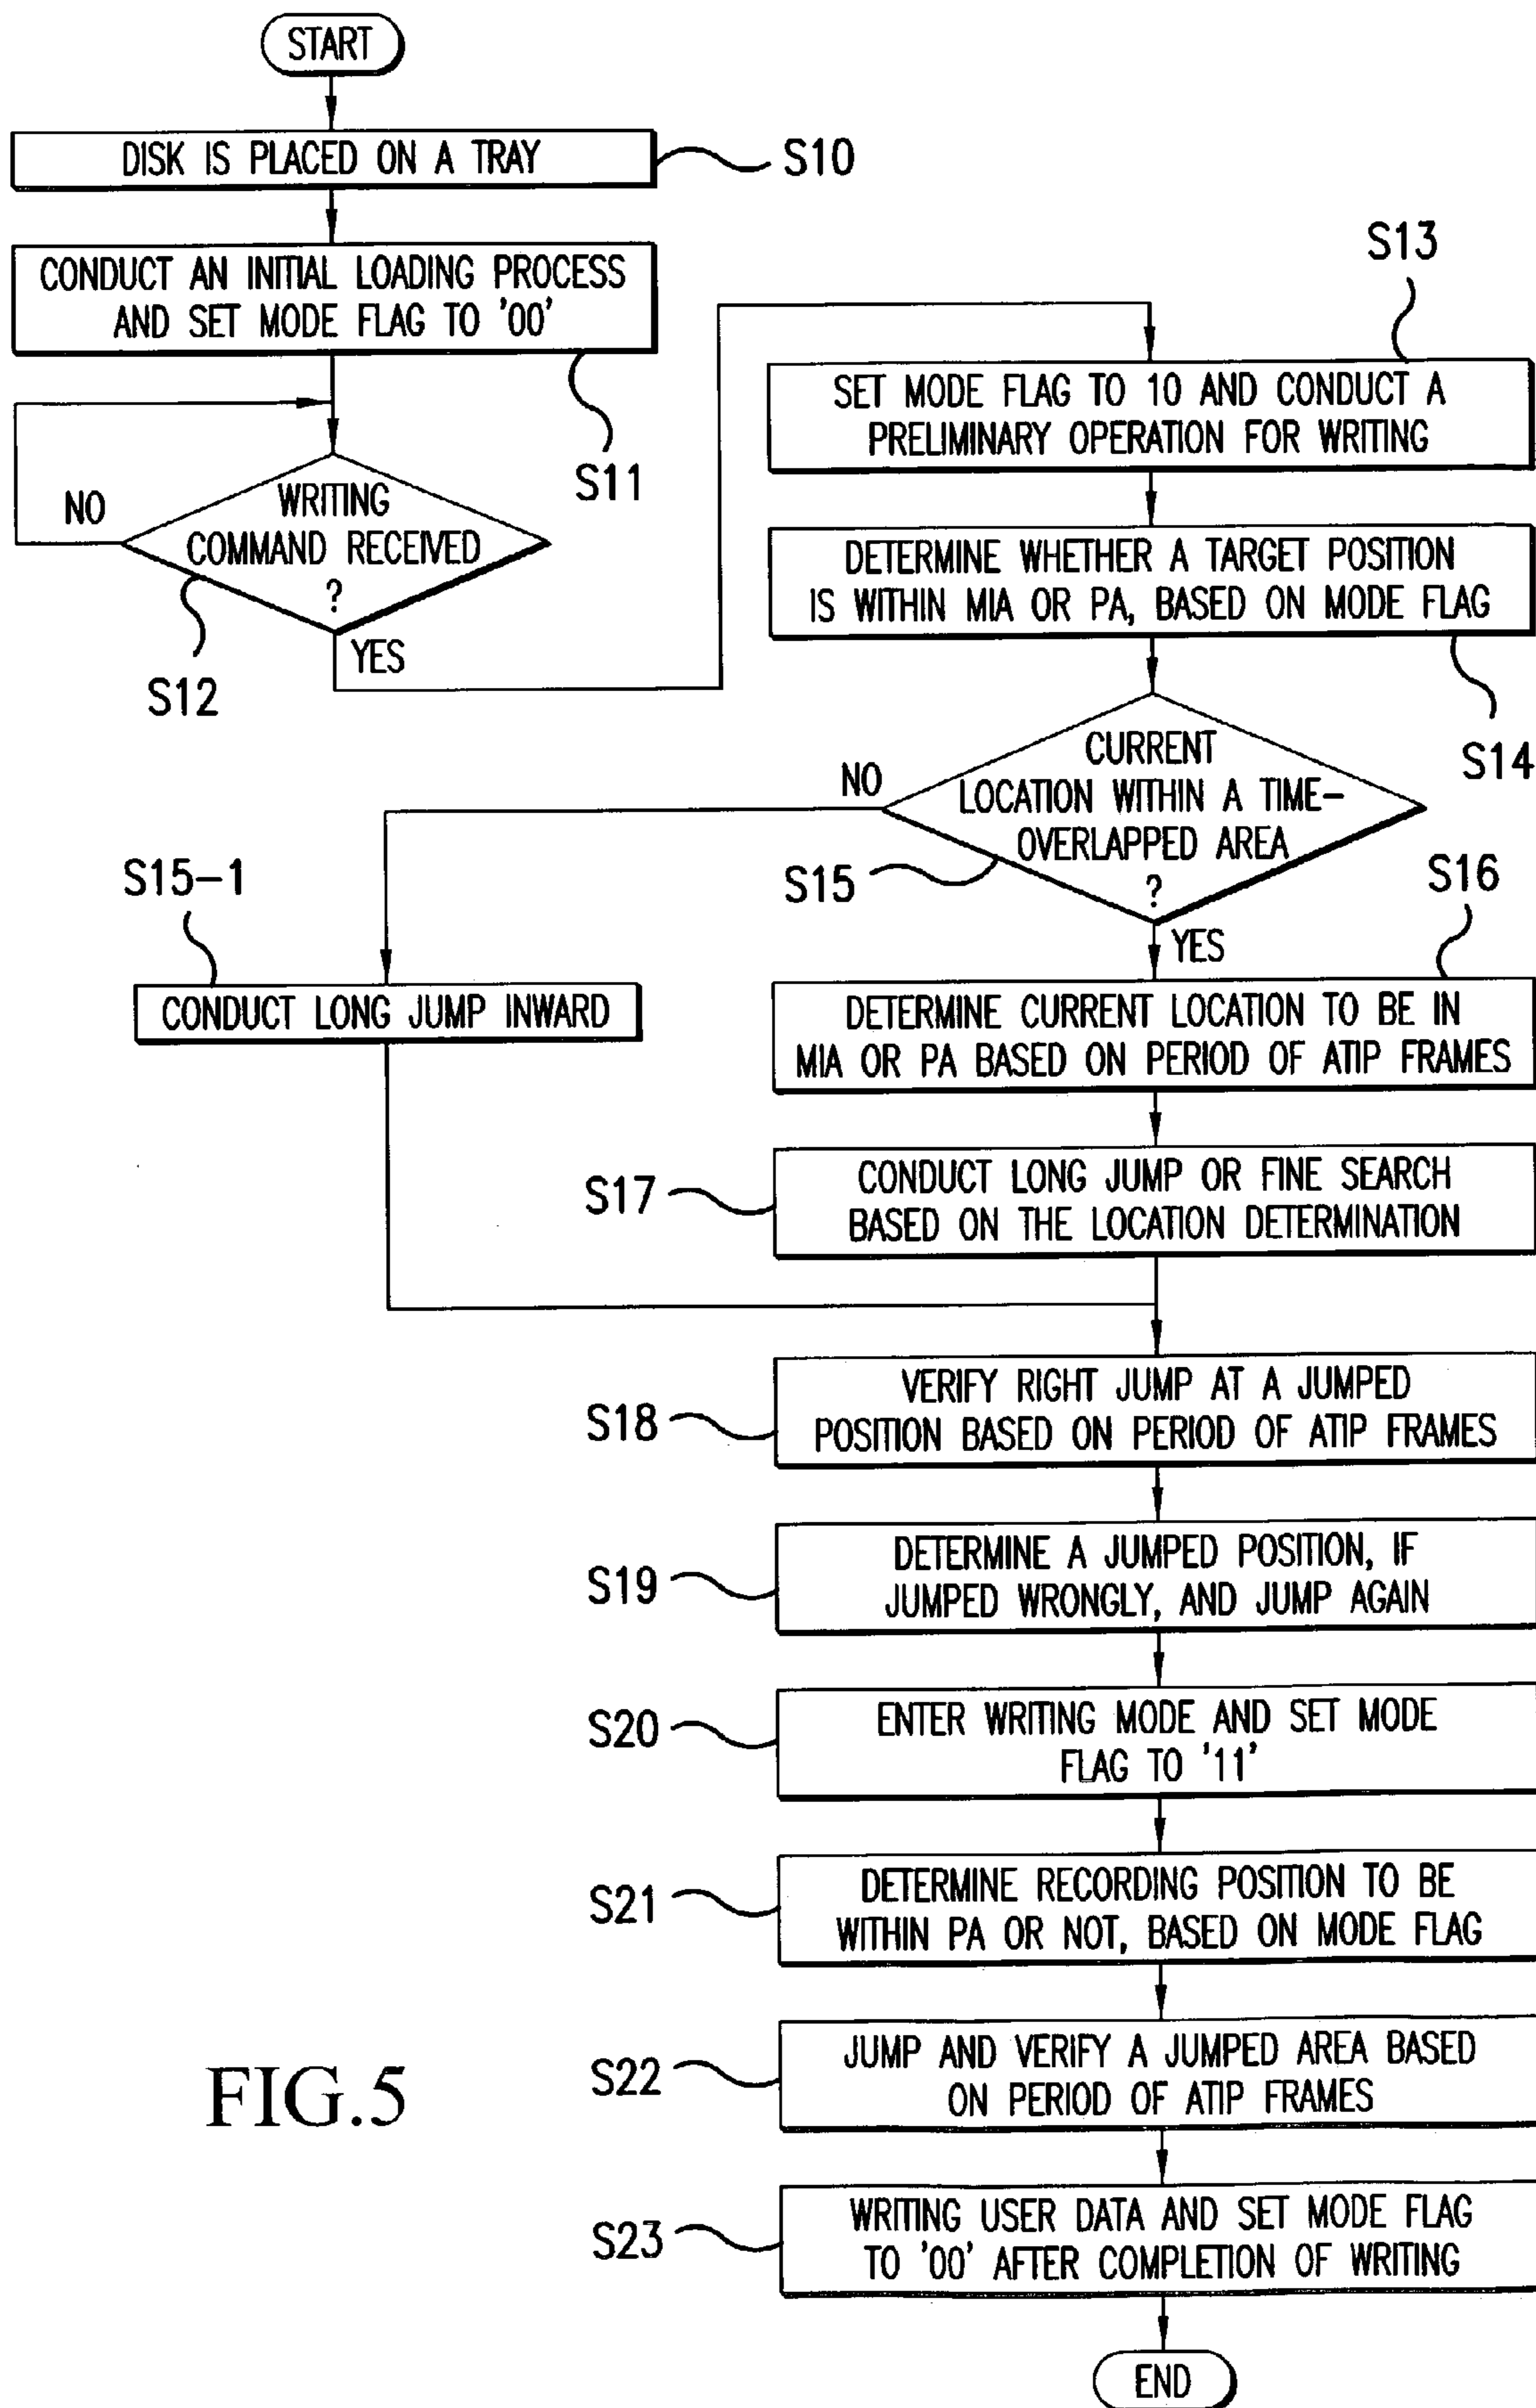 START
DISK IS PLACED ON A TRAY
S10
CONDUCT AN INITIAL LOADING PROCESS
AND SET MODE FLAG TO '00'
S11
WRITING
COMMAND RECEIVED
?
NO
YES
S12
S13
SET MODE FLAG TO 10 AND CONDUCT A
PRELIMINARY OPERATION FOR WRITING
DETERMINE WHETHER A TARGET POSITION
IS WITHIN MIA OR PA, BASED ON MODE FLAG
S14
CURRENT
LOCATION WITHIN A TIME-
OVERLAPPED AREA
?
NO
S15
YES
S15-1
CONDUCT LONG JUMP INWARD
S16
DETERMINE CURRENT LOCATION TO BE IN
MIA OR PA BASED ON PERIOD OF ATIP FRAMES
S17
CONDUCT LONG JUMP OR FINE SEARCH
BASED ON THE LOCATION DETERMINATION
S18
VERIFY RIGHT JUMP AT A JUMPED
POSITION BASED ON PERIOD OF ATIP FRAMES
S19
DETERMINE A JUMPED POSITION, IF
JUMPED WRONGLY, AND JUMP AGAIN
S20
ENTER WRITING MODE AND SET MODE
FLAG TO '11'
S21
DETERMINE RECORDING POSITION TO BE
WITHIN PA OR NOT, BASED ON MODE FLAG
S22
JUMP AND VERIFY A JUMPED AREA BASED
ON PERIOD OF ATIP FRAMES
S23
WRITING USER DATA AND SET MODE FLAG
TO '00' AFTER COMPLETION OF WRITING
END
FIG.5